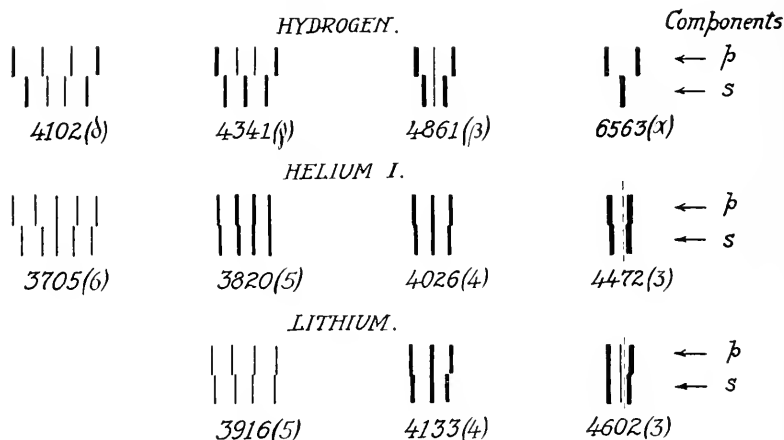 HYDROGEN. Components
p
s
4102(δ) 4341(γ) 4861(β) 6563(α)
HELIUM I.
p
s
3705(6) 3820(5) 4026(4) 4472(3)
LITHIUM.
p
s
3916(5) 4133(4) 4602(3)